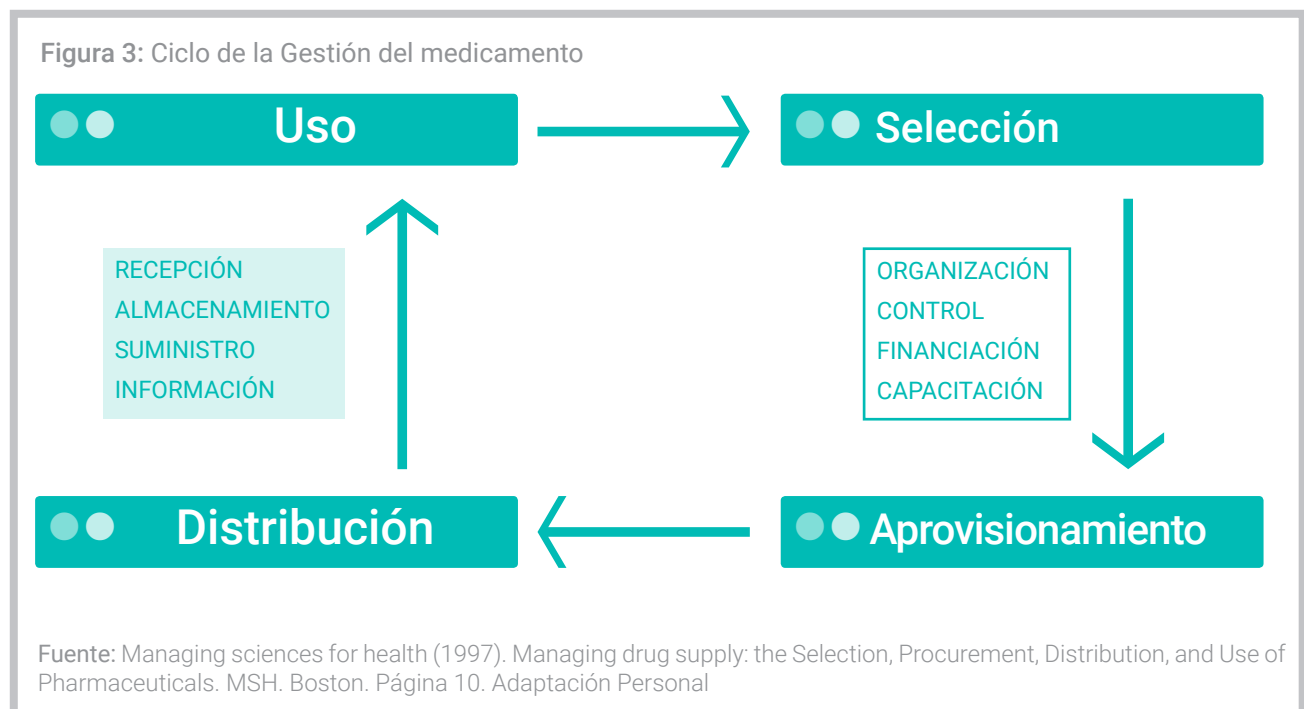 Figura 3: Ciclo de la Gestión del medicamento
Uso
Selección
RECEPCIÓN
ALMACENAMIENTO
SUMINISTRO
INFORMACIÓN
ORGANIZACIÓN
CONTROL
FINANCIACIÓN
CAPACITACIÓN
Distribución
Aprovisionamiento
Fuente: Managing sciences for health (1997). Managing drug supply: the Selection, Procurement, Distribution, and Use of
Pharmaceuticals. MSH. Boston. Página 10. Adaptación Personal